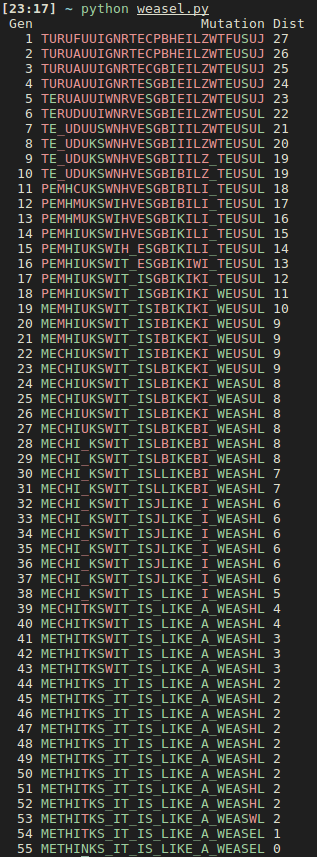 [23:17] ~ python weasel.py
Gen Mutation Dist
1 TURUFUUIGNRTECPBHEILZWTFUSUJ 27
2 TURUAUUIGNRTECPBHEILZWTEUSUJ 26
3 TURUAUUIGNRTECGBIEILZWTEUSUJ 25
4 TURUAUUIGNRTESGBIEILZWTEUSUJ 24
5 TERUAUUIWNRVESGBIEILZWTEUSUJ 23
6 TERUDUUIWNRVESGBIEILZWTEUSUL 22
7 TE_UDUUSWNHVESGBIEILZWTEUSUL 21
8 TE_UDUKSWNHVESGBIIILZWTEUSUL 20
9 TE_UDUKSWNHVESGBIIILZ_TEUSUL 19
10 TE_UDUKSWNHVESGBIBILZ_TEUSUL 19
11 PEMHCUKSWNHVESGBIBILI_TEUSUL 18
12 PEMHMUKSWIHVESGBIBILI_TEUSUL 17
13 PEMHMUKSWIHVESGBIKILI_TEUSUL 16
14 PEMHIUKSWIHVESGBIKILI_TEUSUL 15
15 PEMHIUKSWIH_ESGBIKILI_TEUSUL 14
16 PEMHIUKSWIT_ESGBIKIWI_TEUSUL 13
17 PEMHIUKSWIT_ISGBIKIKI_TEUSUL 12
18 PEMHIUKSWIT_ISGBIKIKI_WEUSUL 11
19 MEMHIUKSWIT_ISIBIKEKI_WEUSUL 10
20 MEMHIUKSWIT_ISIBIKEKI_WEUSUL 9
21 MEMHIUKSWIT_ISIBIKEKI_WEUSUL 9
22 MECHIUKSWIT_ISIBIKEKI_WEASUL 9
23 MECHIUKSWIT_ISLBIKEKI_WEUSUL 9
24 MECHIUKSWIT_ISLBIKEKI_WEASUL 8
25 MECHIUKSWIT_ISLBIKEKI_WEASUL 8
26 MECHIUKSWIT_ISLBIKEKI_WEASHL 8
27 MECHIUKSWIT_ISLBIKEBI_WEASHL 8
28 MECHI_KSWIT_ISLBIKEBI_WEASHL 8
29 MECHI_KSWIT_ISLBIKEBI_WEASHL 8
30 MECHI_KSWIT_ISLLIKEBI_WEASHL 7
31 MECHI_KSWIT_ISLLIKEBI_WEASHL 7
32 MECHI_KSWIT_ISJLIKE_I_WEASHL 6
33 MECHI_KSWIT_ISJLIKE_I_WEASHL 6
34 MECHI_KSWIT_ISJLIKE_I_WEASHL 6
35 MECHI_KSWIT_ISJLIKE_I_WEASHL 6
36 MECHI_KSWIT_ISJLIKE_I_WEASHL 6
37 MECHI_KSWIT_ISJLIKE_I_WEASHL 6
38 MECHI_KSWIT_IS_LIKE_I_WEASHL 5
39 MECHITKSWIT_IS_LIKE_A_WEASHL 4
40 MECHITKSWIT_IS_LIKE_A_WEASHL 4
41 METHITKSWIT_IS_LIKE_A_WEASHL 3
42 METHITKSWIT_IS_LIKE_A_WEASHL 3
43 METHITKSWIT_IS_LIKE_A_WEASHL 3
44 METHITKS_IT_IS_LIKE_A_WEASHL 2
45 METHITKS_IT_IS_LIKE_A_WEASHL 2
46 METHITKS_IT_IS_LIKE_A_WEASHL 2
47 METHITKS_IT_IS_LIKE_A_WEASHL 2
48 METHITKS_IT_IS_LIKE_A_WEASHL 2
49 METHITKS_IT_IS_LIKE_A_WEASHL 2
50 METHITKS_IT_IS_LIKE_A_WEASHL 2
51 METHITKS_IT_IS_LIKE_A_WEASHL 2
52 METHITKS_IT_IS_LIKE_A_WEASHL 2
53 METHITKS_IT_IS_LIKE_A_WEASWL 2
54 METHITKS_IT_IS_LIKE_A_WEASEL 1
55 METHINKS_IT_IS_LIKE_A_WEASEL 0